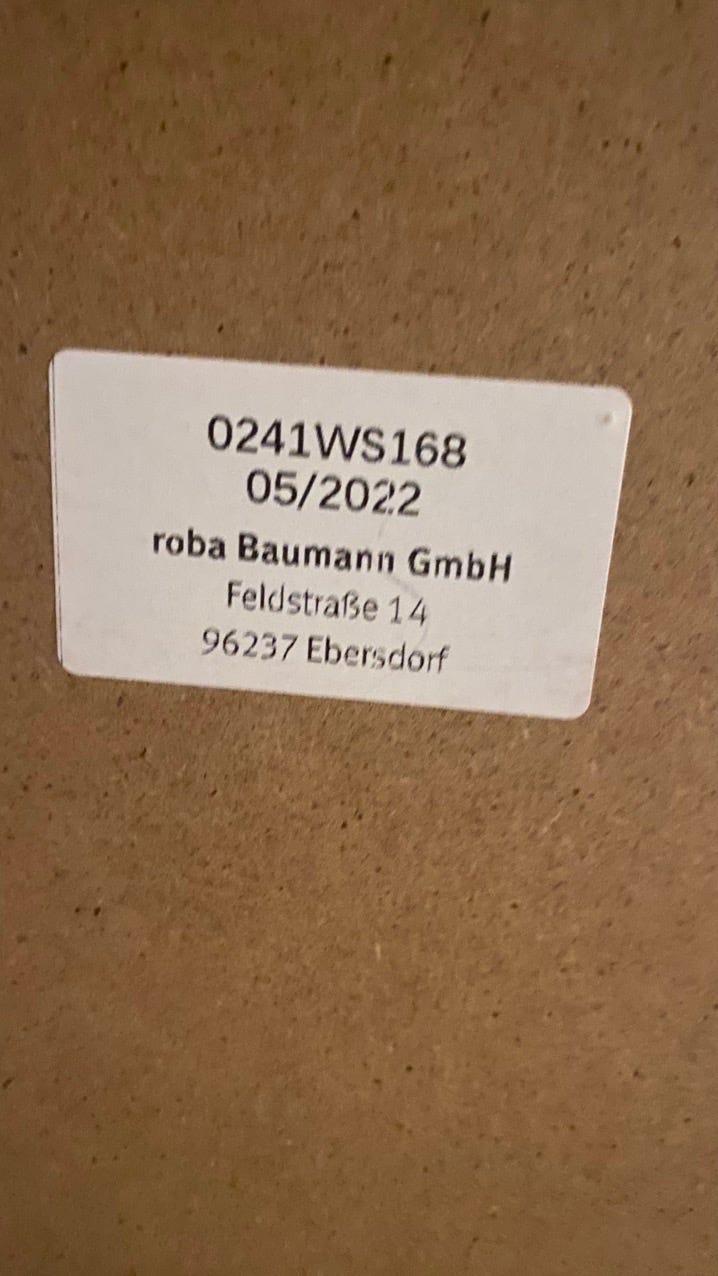 0241WS168
05/2022
roba Baumann GmbH
Feldstraße 14
96237 Ebersdorf